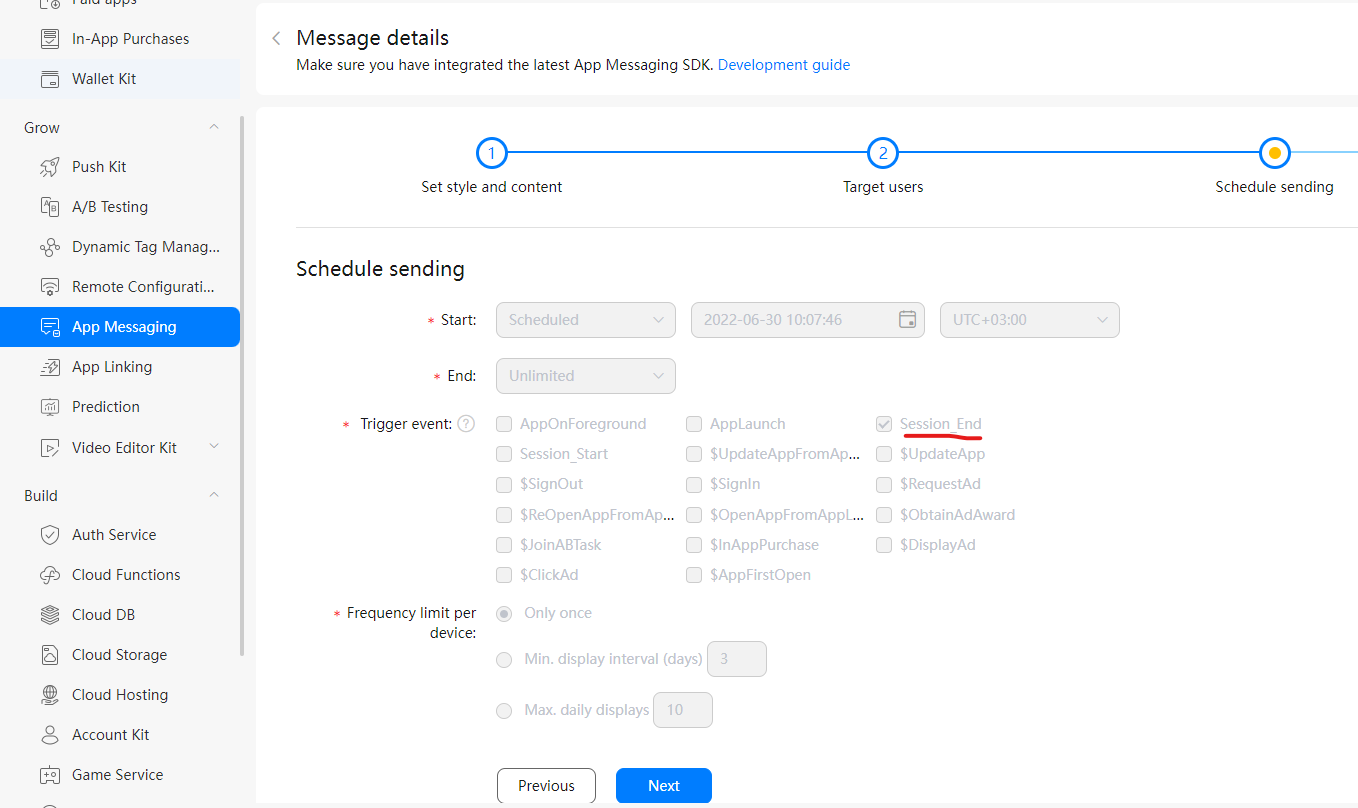 Paid apps
In-App Purchases
Wallet Kit
Grow
Push Kit
A/B Testing
Dynamic Tag Manag...
Remote Configurati...
App Messaging
App Linking
Prediction
Video Editor Kit
Build
Auth Service
Cloud Functions
Cloud DB
Cloud Storage
Cloud Hosting
Account Kit
Game Service
Message details
Make sure you have integrated the latest App Messaging SDK. Development guide
1
2
Set style and content
Target users
Schedule sending
Schedule sending
* Start: Scheduled 2022-06-30 10:07:46 UTC+03:00
* End: Unlimited
* Trigger event: ? AppOnForeground AppLaunch Session_End
Session_Start $UpdateAppFromAp... $UpdateApp
$SignOut $SignIn $RequestAd
$ReOpenAppFromAp... $OpenAppFromAppL... $ObtainAdAward
$JoinABTask $InAppPurchase $DisplayAd
$ClickAd $AppFirstOpen
* Frequency limit per
device:
Only once
Min. display interval (days) 3
Max. daily displays 10
Previous Next